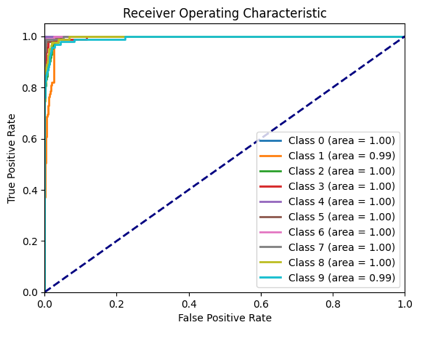 Receiver Operating Characteristic
True Positive Rate
1.0
0.8
0.6
0.4
0.2
0.0
Class 0 (area = 1.00)
Class 1 (area = 0.99)
Class 2 (area = 1.00)
Class 3 (area = 1.00)
Class 4 (area = 1.00)
Class 5 (area = 1.00)
Class 6 (area = 1.00)
Class 7 (area = 1.00)
Class 8 (area = 1.00)
Class 9 (area = 0.99)
0.0 0.2 0.4 0.6 0.8 1.0
False Positive Rate